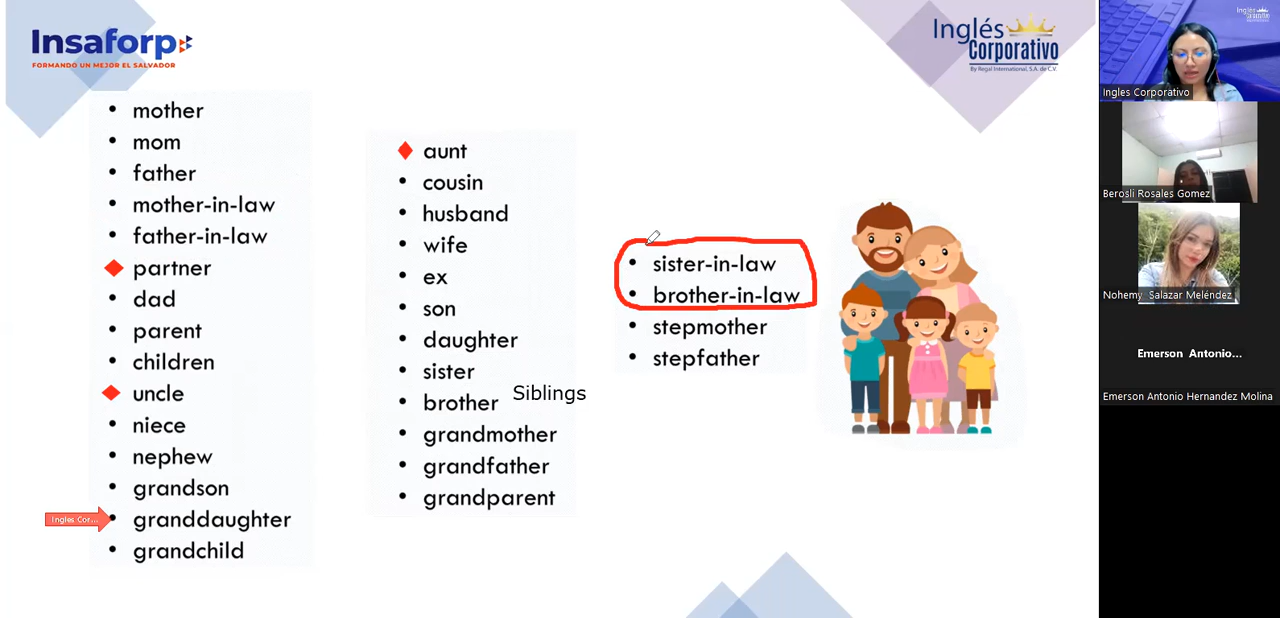 Insaforp
FORMANDO UN MEJOR EL SALVADOR
Inglés
Corporativo
By Regal International, S.A. de C.V.
• mother
• mom
• father
• mother-in-law
• father-in-law
partner
• dad
• parent
• children
uncle
• niece
• nephew
• grandson
Ingles Cor...
• granddaughter
• grandchild
aunt
• cousin
• husband
• wife
• ex
• son
• daughter
• sister
• brother
Siblings
• grandmother
• grandfather
• grandparent
• sister-in-law
• brother-in-law
• stepmother
• stepfather
Ingles Corporativo
Berosli Rosales Gomez
Nohemy Salazar Meléndez
Emerson Antonio...
Emerson Antonio Hernandez Molina